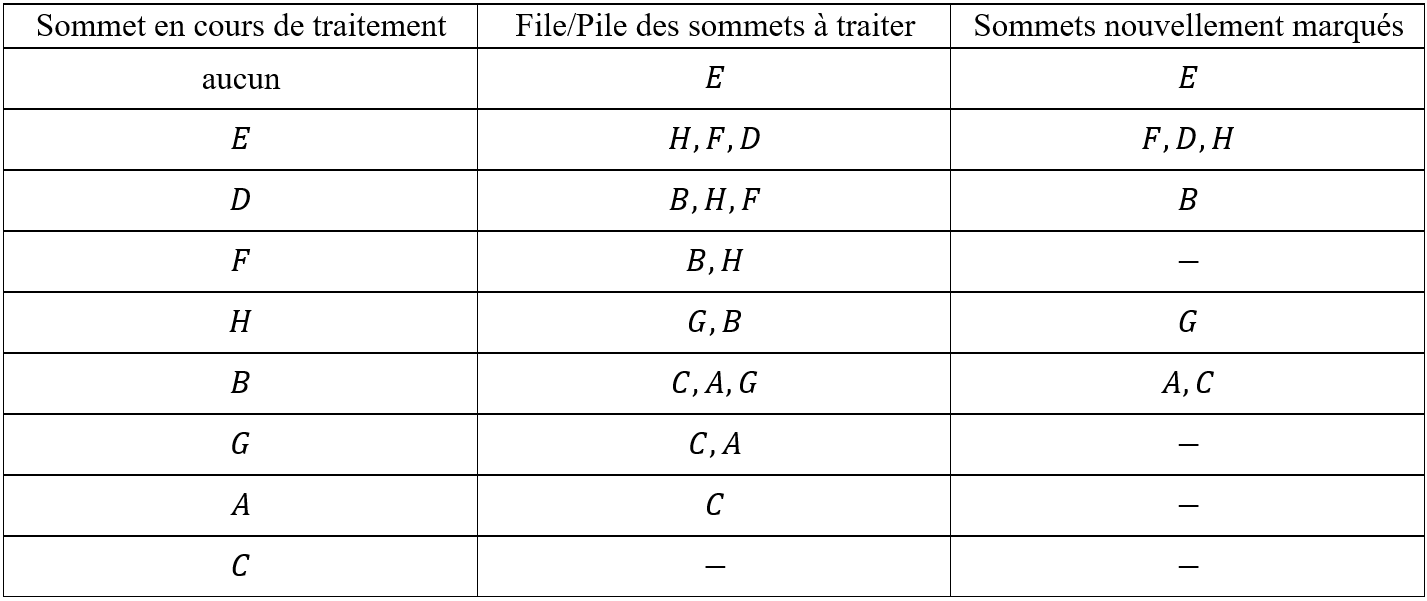 Sommet en cours de traitement File/Pile des sommets à traiter Sommets nouvellement marqués
aucun E E
E H, F, D F, D, H
D B, H, F B
F B, H –
H G, B G
B C, A, G A, C
G C, A –
A C –
C – –